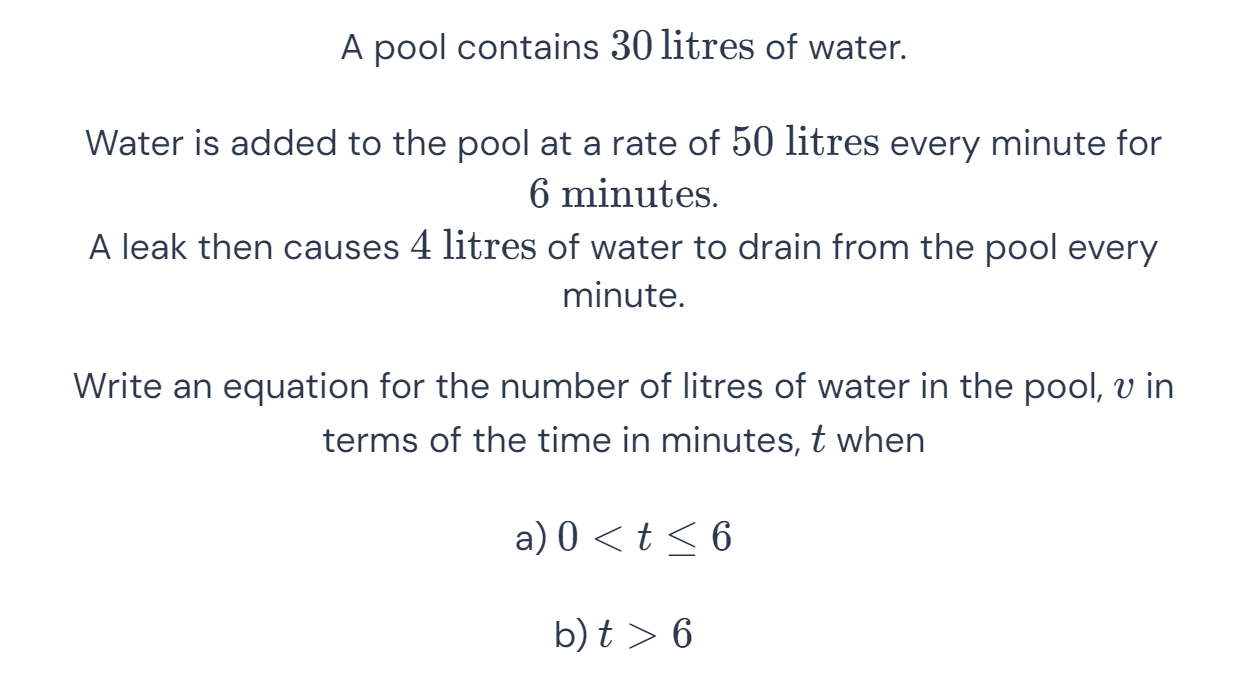 A pool contains 30 litres of water.
Water is added to the pool at a rate of 50 litres every minute for
6 minutes.
A leak then causes 4 litres of water to drain from the pool every
minute.
Write an equation for the number of litres of water in the pool, v in
terms of the time in minutes, t when
a) 0 < t ≤ 6
b) t > 6